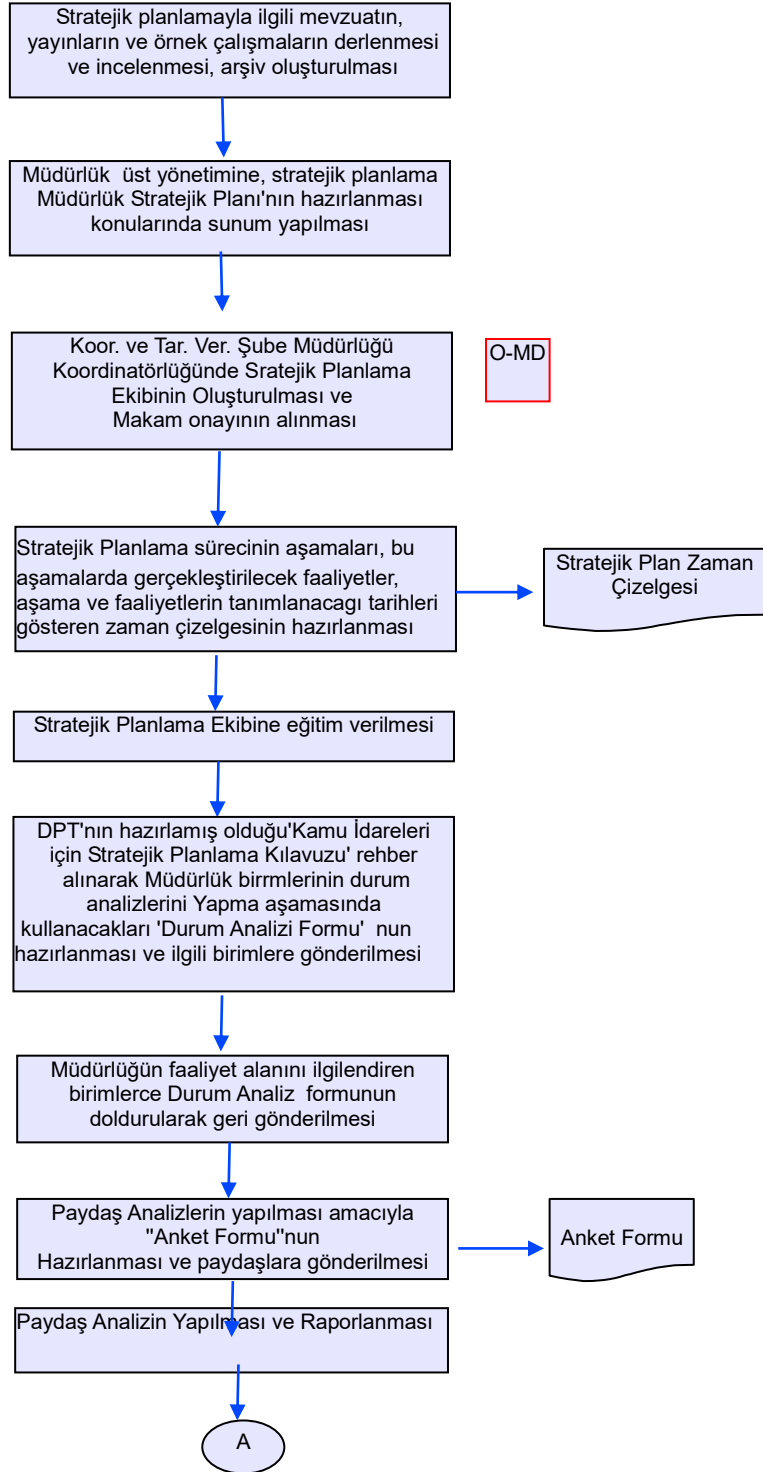 Stratejik planlamayla ilgili mevzuatın,
yayınların ve örnek çalışmaların derlenmesi
ve incelenmesi, arşiv oluşturulması
Müdürlük üst yönetimine, stratejik planlama
Müdürlük Stratejik Planı'nın hazırlanması
konularında sunum yapılması
Koor. ve Tar. Ver. Şube Müdürlüğü
Koordinatörlüğünde Sratejik Planlama
Ekibinin Oluşturulması ve
Makam onayının alınması
O-MD
Stratejik Planlama sürecinin aşamaları, bu
aşamalarda gerçekleştirilecek faaliyetler,
aşama ve faaliyetlerin tanımlanacagı tarihleri
gösteren zaman çizelgesinin hazırlanması
Stratejik Plan Zaman
Çizelgesi
Stratejik Planlama Ekibine eğitim verilmesi
DPT'nın hazırlamış olduğu'Kamu İdareleri
için Stratejik Planlama Kılavuzu' rehber
alınarak Müdürlük birrmlerinin durum
analizlerini Yapma aşamasında
kullanacakları 'Durum Analizi Formu' nun
hazırlanması ve ilgili birimlere gönderilmesi
Müdürlüğün faaliyet alanını ilgilendiren
birimlerce Durum Analiz formunun
doldurularak geri gönderilmesi
Paydaş Analizlerin yapılması amacıyla
"Anket Formu"nun
Hazırlanması ve paydaşlara gönderilmesi
Anket Formu
Paydaş Analizin Yapılması ve Raporlanması
A